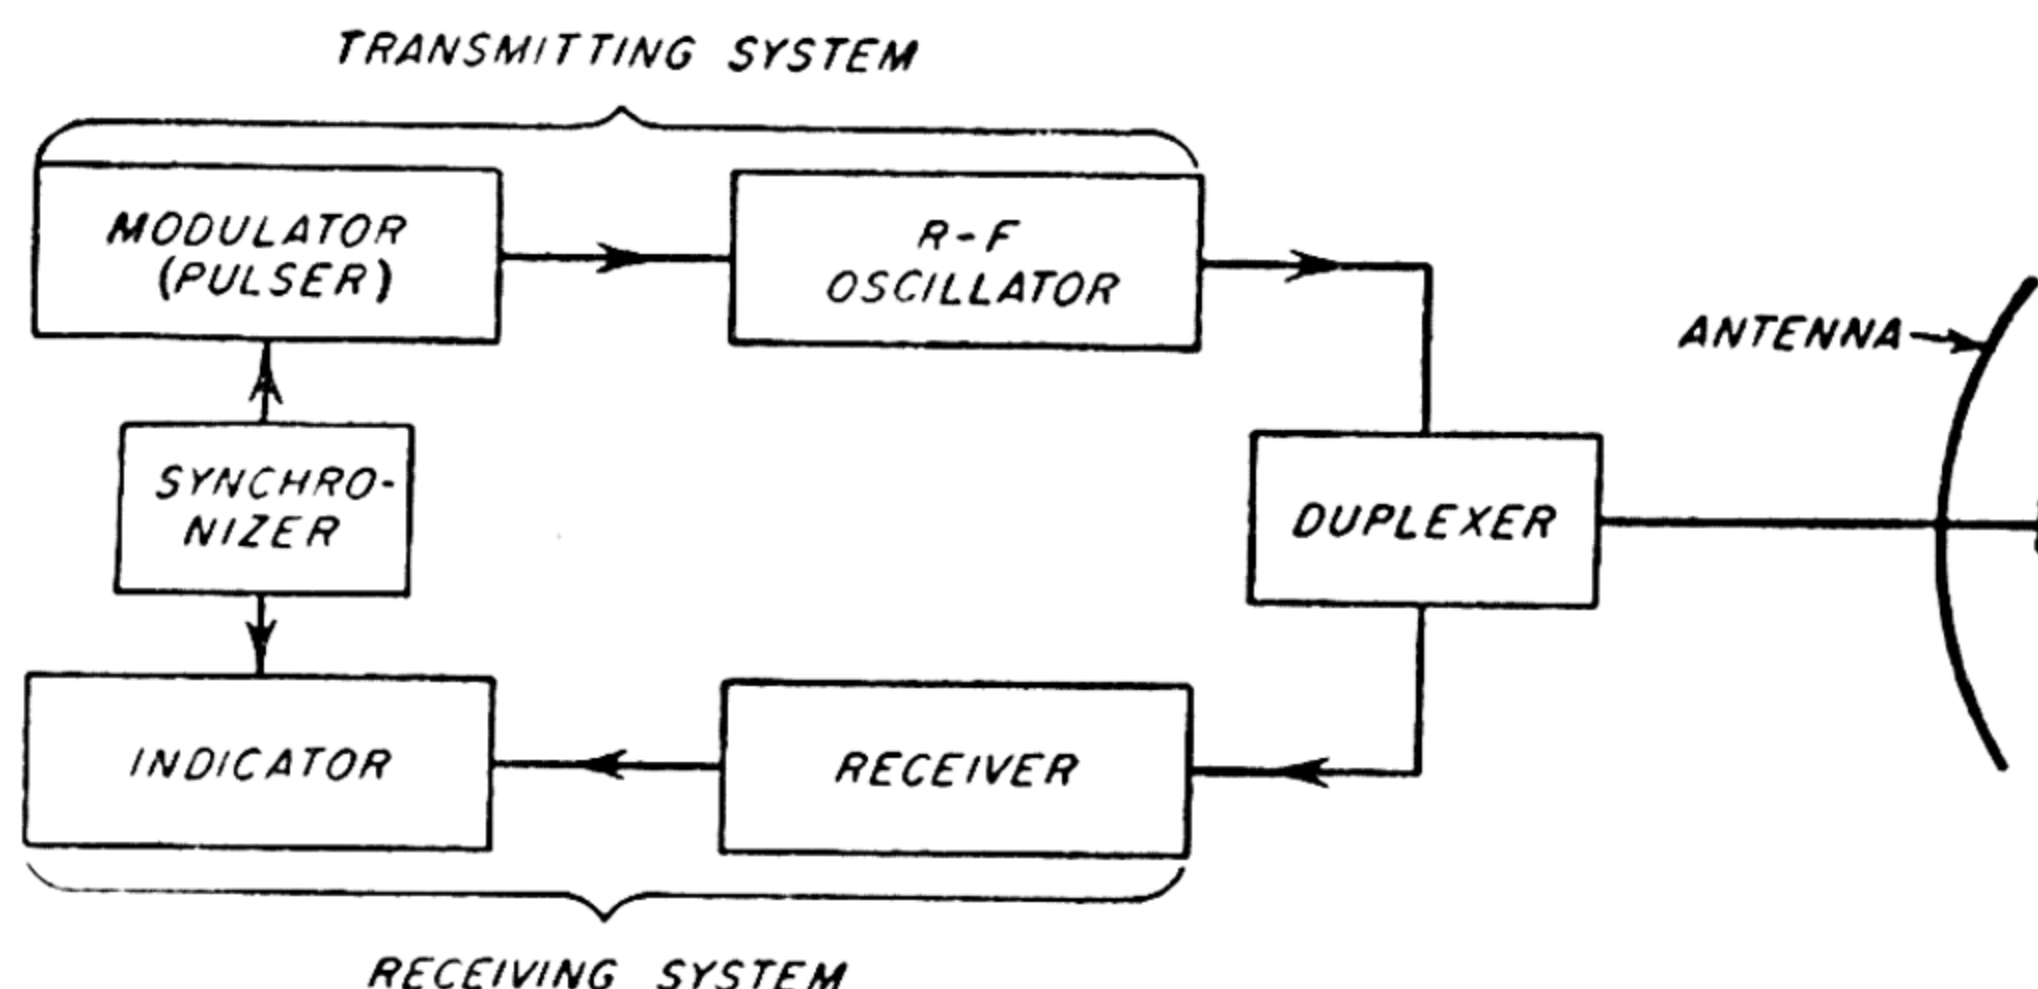 TRANSMITTING SYSTEM
MODULATOR
(PULSER)
R-F
OSCILLATOR
ANTENNA
SYNCHRO-
NIZER
DUPLEXER
INDICATOR
RECEIVER
RECEIVING SYSTEM